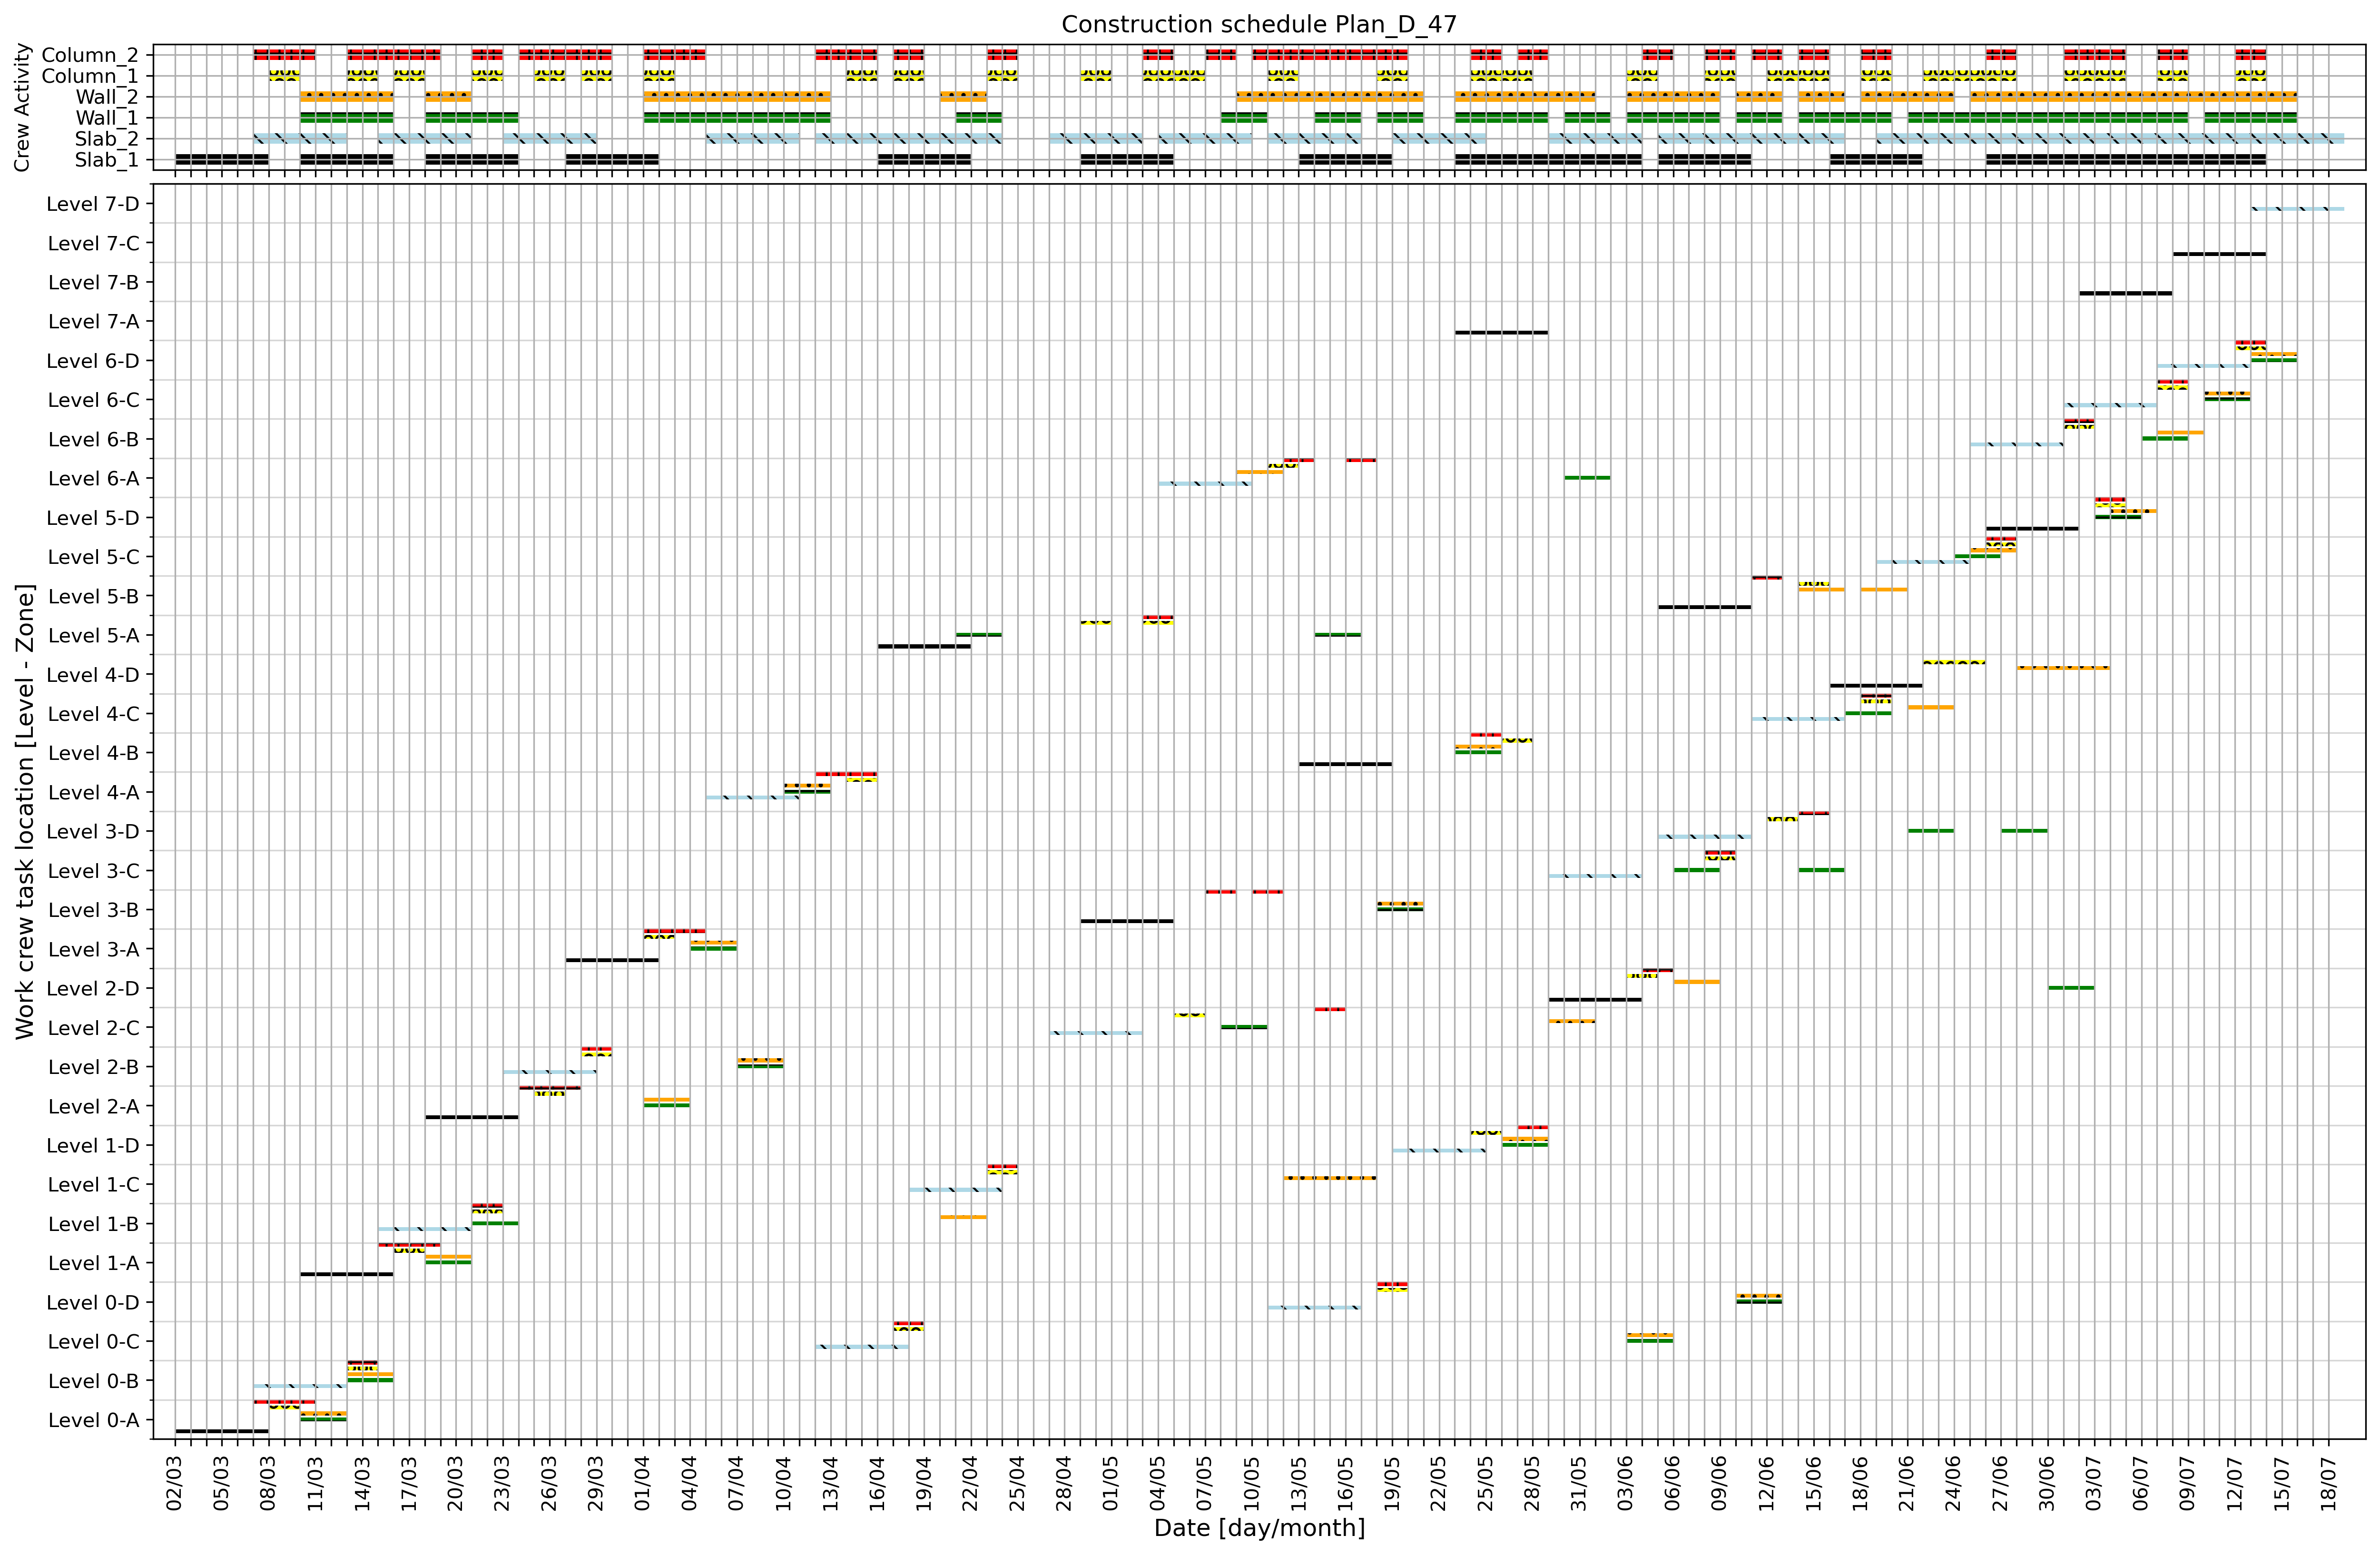 Construction schedule Plan_D_47
Crew Activity
Column_2
Column_1
Wall_2
Wall_1
Slab_2
Slab_1
Work crew task location [Level - Zone]
Level 7-D
Level 7-C
Level 7-B
Level 7-A
Level 6-D
Level 6-C
Level 6-B
Level 6-A
Level 5-D
Level 5-C
Level 5-B
Level 5-A
Level 4-D
Level 4-C
Level 4-B
Level 4-A
Level 3-D
Level 3-C
Level 3-B
Level 3-A
Level 2-D
Level 2-C
Level 2-B
Level 2-A
Level 1-D
Level 1-C
Level 1-B
Level 1-A
Level 0-D
Level 0-C
Level 0-B
Level 0-A
02/03 05/03 08/03 11/03 14/03 17/03 20/03 23/03 26/03 29/03 01/04 04/04 07/04 10/04 13/04 16/04 19/04 22/04 25/04 28/04 01/05 04/05 07/05 10/05 13/05 16/05 19/05 22/05 25/05 28/05 31/05 03/06 06/06 09/06 12/06 15/06 18/06 21/06 24/06 27/06 30/06 03/07 06/07 09/07 12/07 15/07 18/07
Date [day/month]